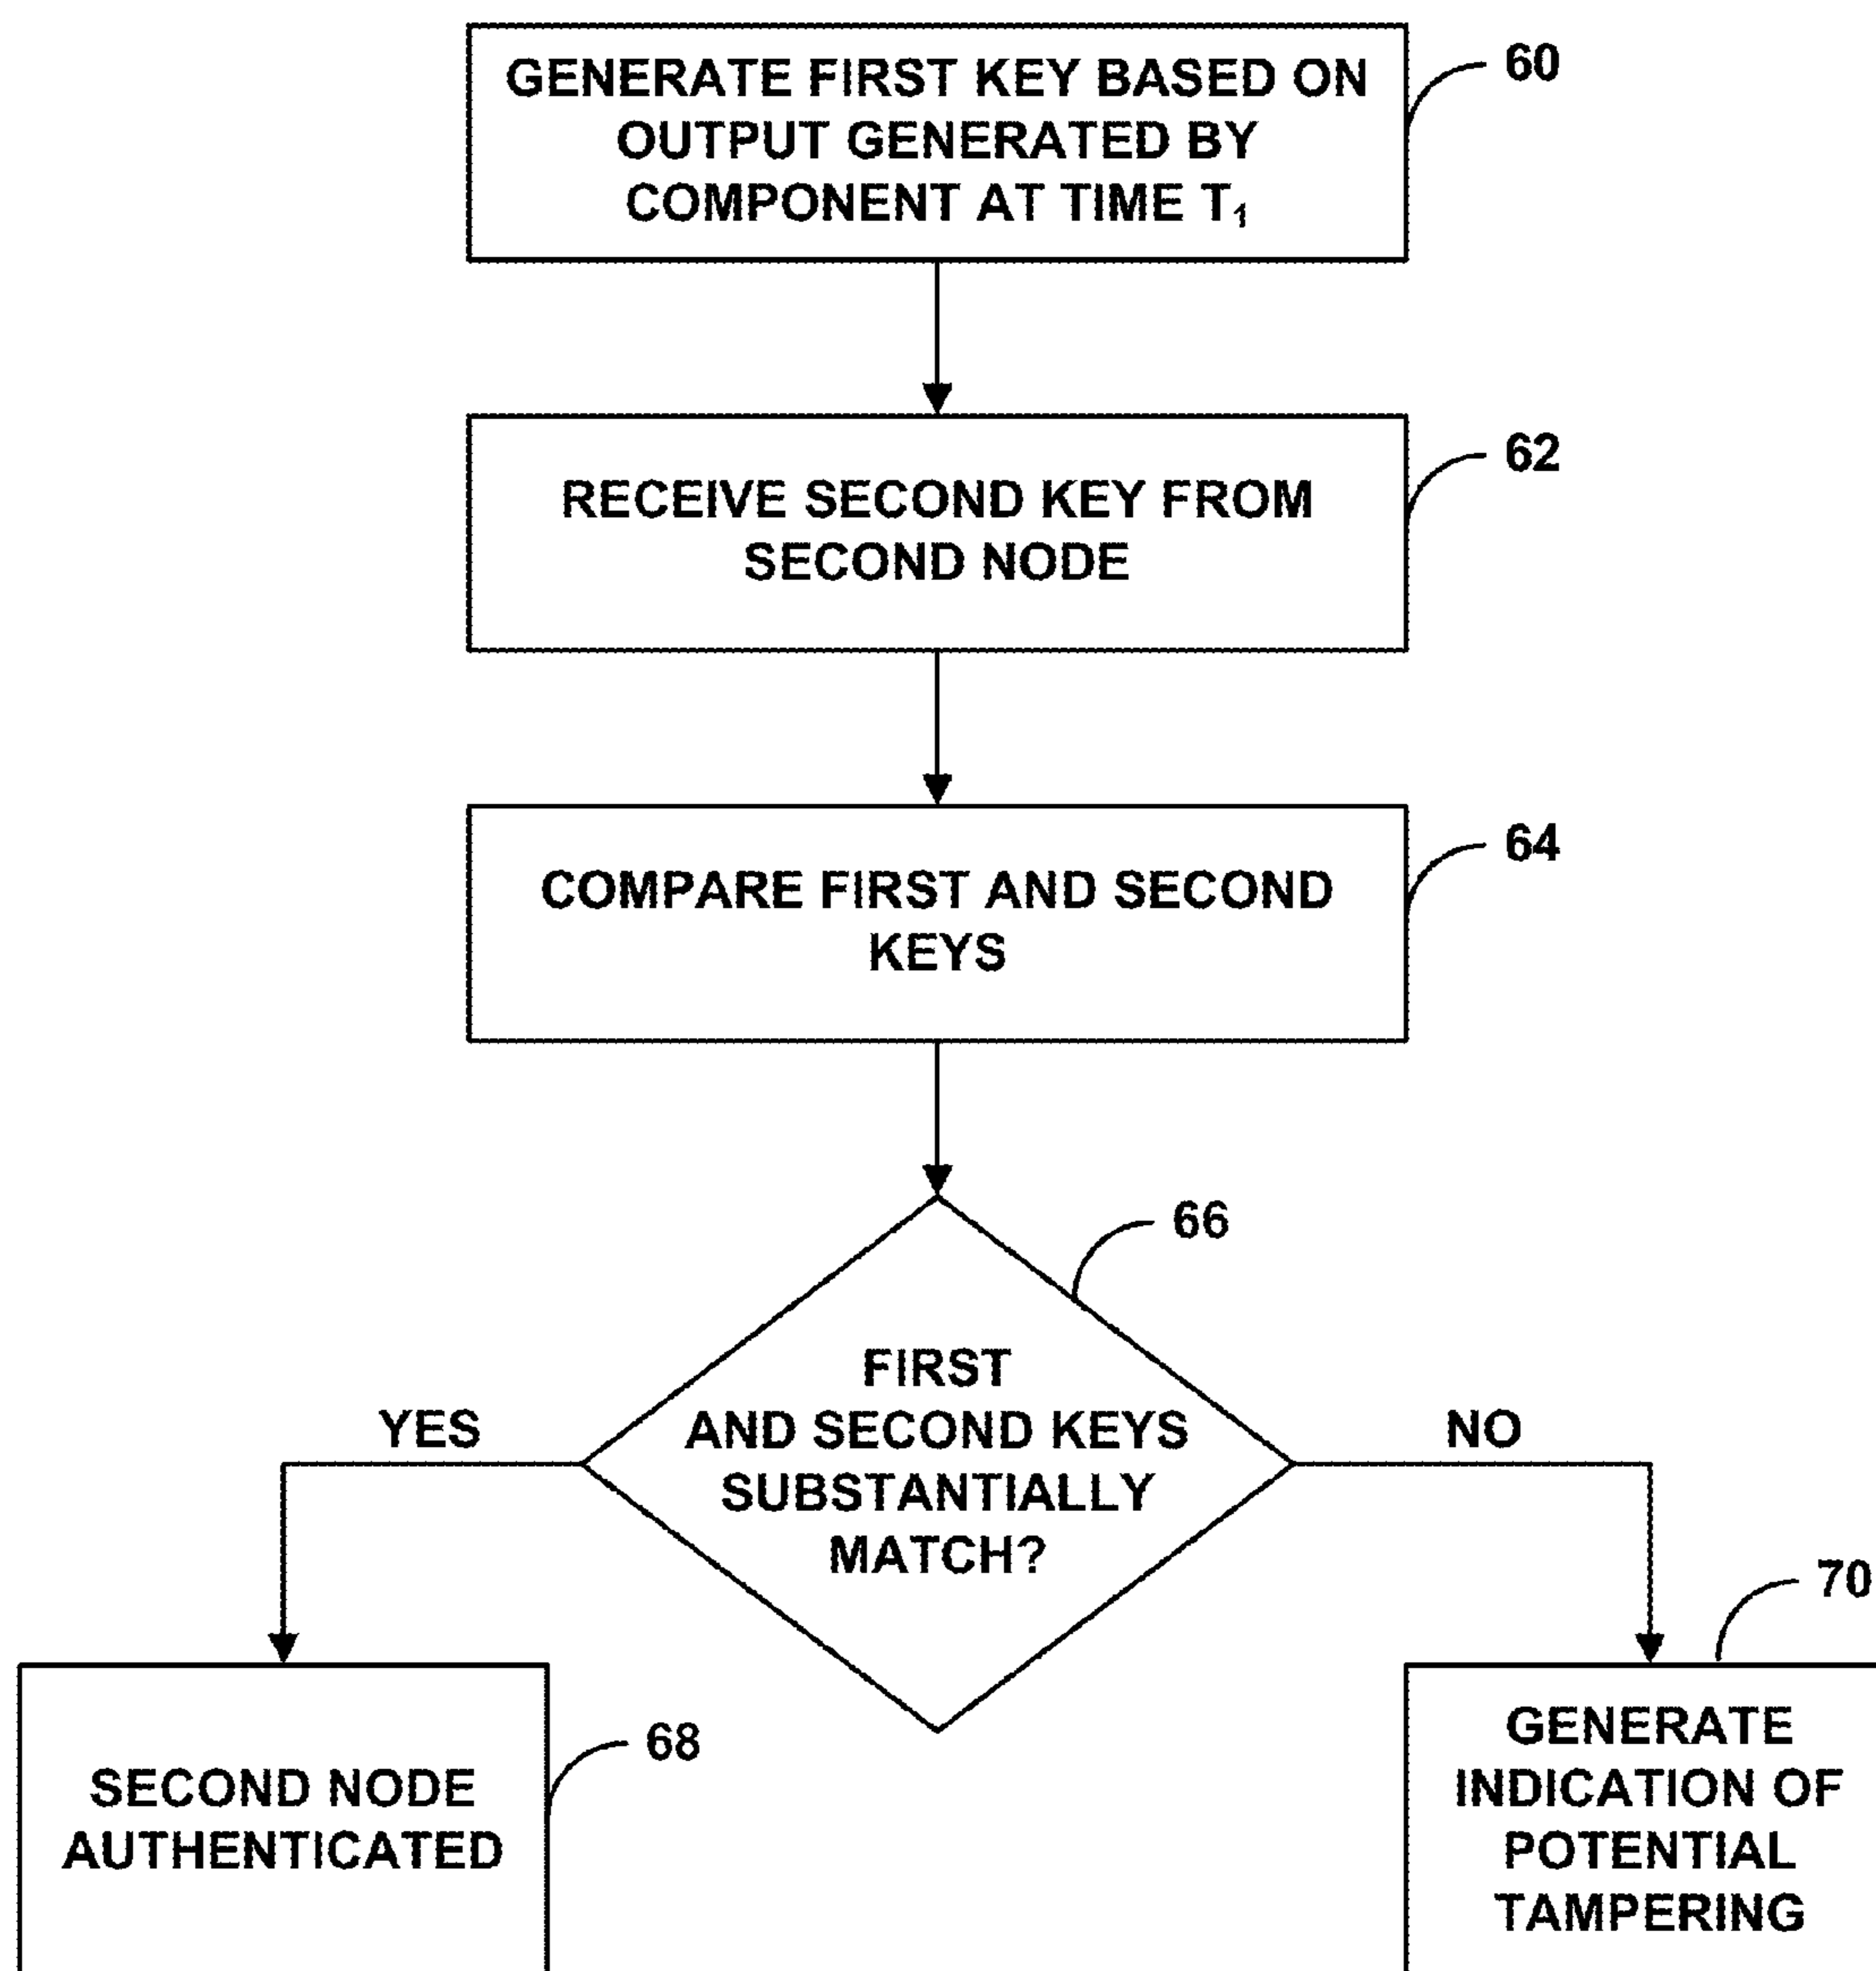 GENERATE FIRST KEY BASED ON
OUTPUT GENERATED BY
COMPONENT AT TIME T₁
60
RECEIVE SECOND KEY FROM
SECOND NODE
62
COMPARE FIRST AND SECOND
KEYS
64
66
FIRST
AND SECOND KEYS
SUBSTANTIALLY
MATCH?
YES
NO
SECOND NODE
AUTHENTICATED
68
70
GENERATE
INDICATION OF
POTENTIAL
TAMPERING